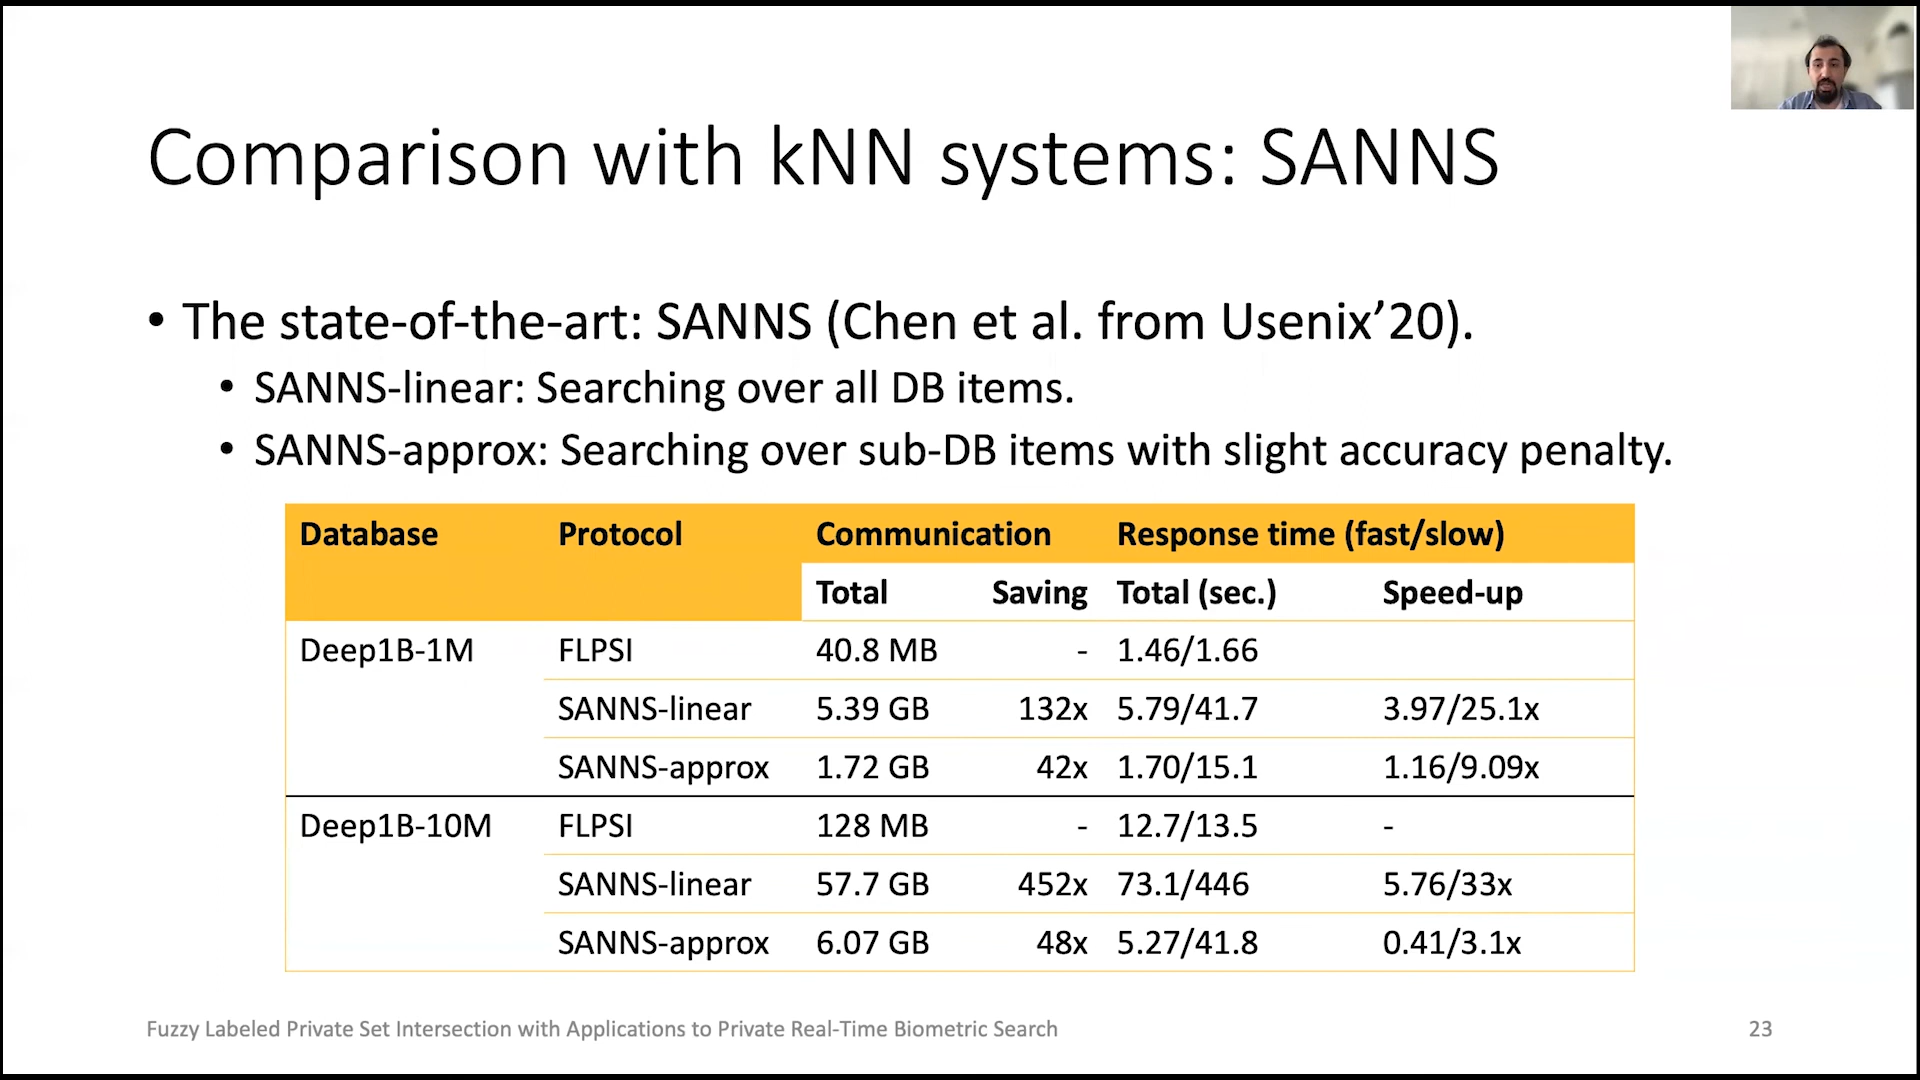 Comparison with kNN systems: SANNS
• The state-of-the-art: SANNS (Chen et al. from Usenix’20).
• SANNS-linear: Searching over all DB items.
• SANNS-approx: Searching over sub-DB items with slight accuracy penalty.
Database Protocol Communication Response time (fast/slow)
Total Saving Total (sec.) Speed-up
Deep1B-1M FLPSI 40.8 MB - 1.46/1.66
SANNS-linear 5.39 GB 132x 5.79/41.7 3.97/25.1x
SANNS-approx 1.72 GB 42x 1.70/15.1 1.16/9.09x
Deep1B-10M FLPSI 128 MB - 12.7/13.5 -
SANNS-linear 57.7 GB 452x 73.1/446 5.76/33x
SANNS-approx 6.07 GB 48x 5.27/41.8 0.41/3.1x
Fuzzy Labeled Private Set Intersection with Applications to Private Real-Time Biometric Search 23